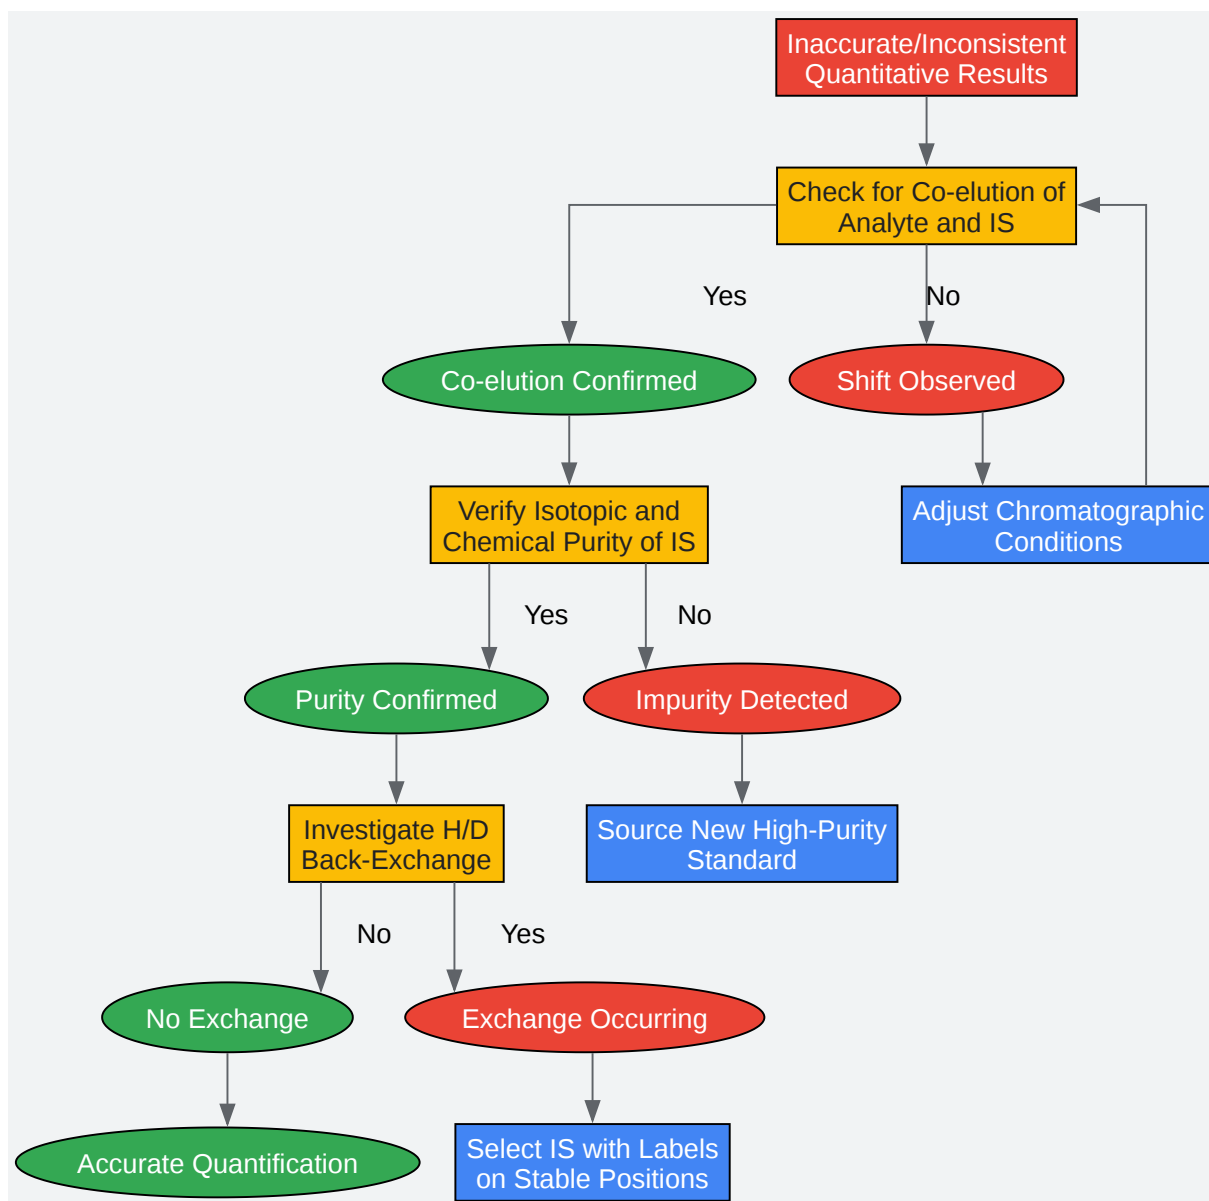 Inaccurate/Inconsistent
Quantitative Results
Check for Co-elution of
Analyte and IS
Yes
No
Co-elution Confirmed
Shift Observed
Verify Isotopic and
Chemical Purity of IS
Adjust Chromatographic
Conditions
Yes
No
Purity Confirmed
Impurity Detected
Investigate H/D
Back-Exchange
Source New High-Purity
Standard
No
Yes
No Exchange
Exchange Occurring
Accurate Quantification
Select IS with Labels
on Stable Positions